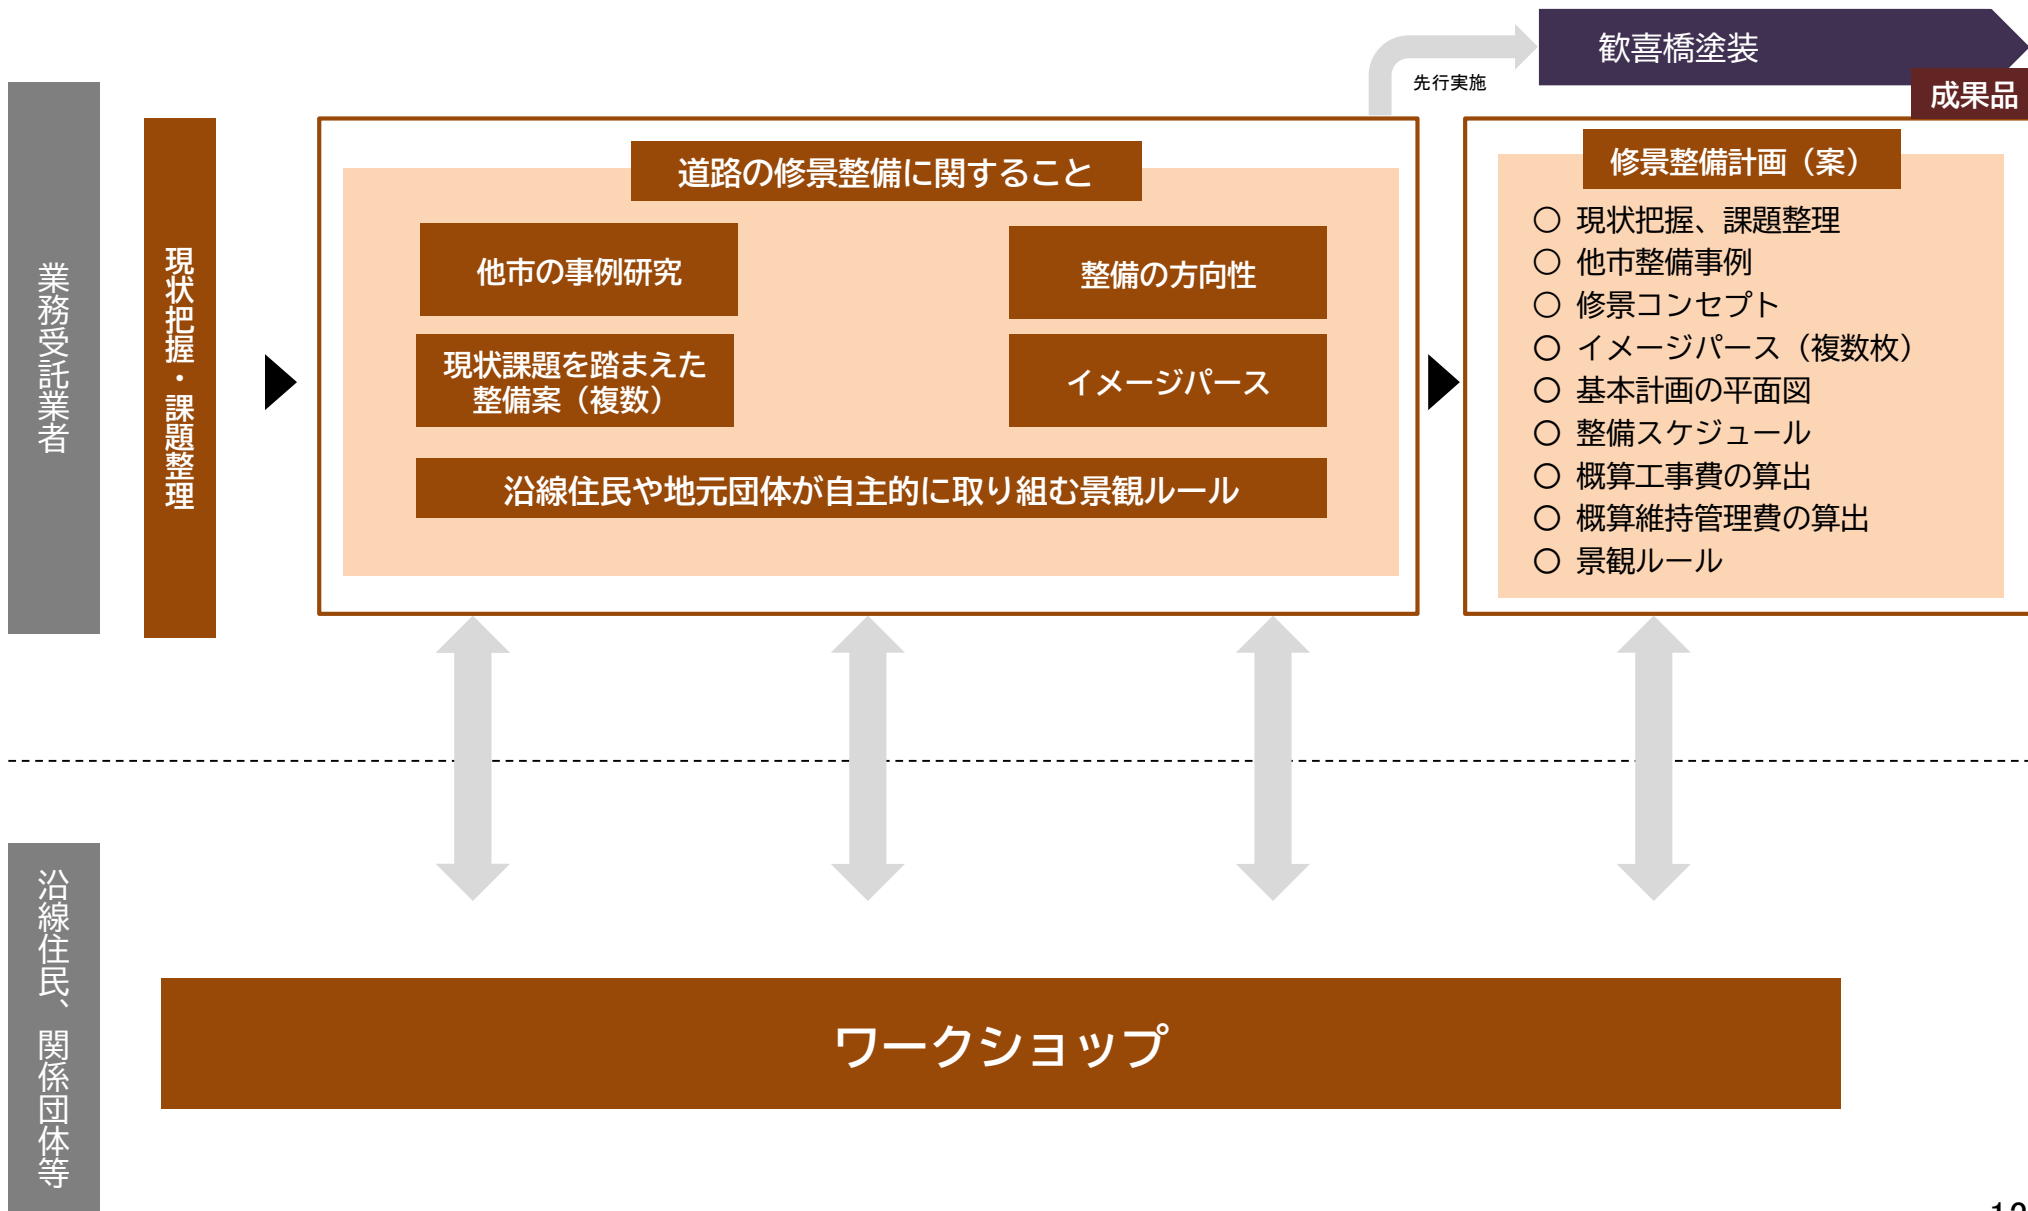 歓喜橋塗装
先行実施
成果品
業務受託業者
現状把握・課題整理
道路の修景整備に関すること
他市の事例研究
整備の方向性
現状課題を踏まえた
整備案（複数）
イメージパース
沿線住民や地元団体が自主的に取り組む景観ルール
修景整備計画（案）
〇 現状把握、課題整理
〇 他市整備事例
〇 修景コンセプト
〇 イメージパース（複数枚）
〇 基本計画の平面図
〇 整備スケジュール
〇 概算工事費の算出
〇 概算維持管理費の算出
〇 景観ルール
沿線住民、関係団体等
ワークショップ